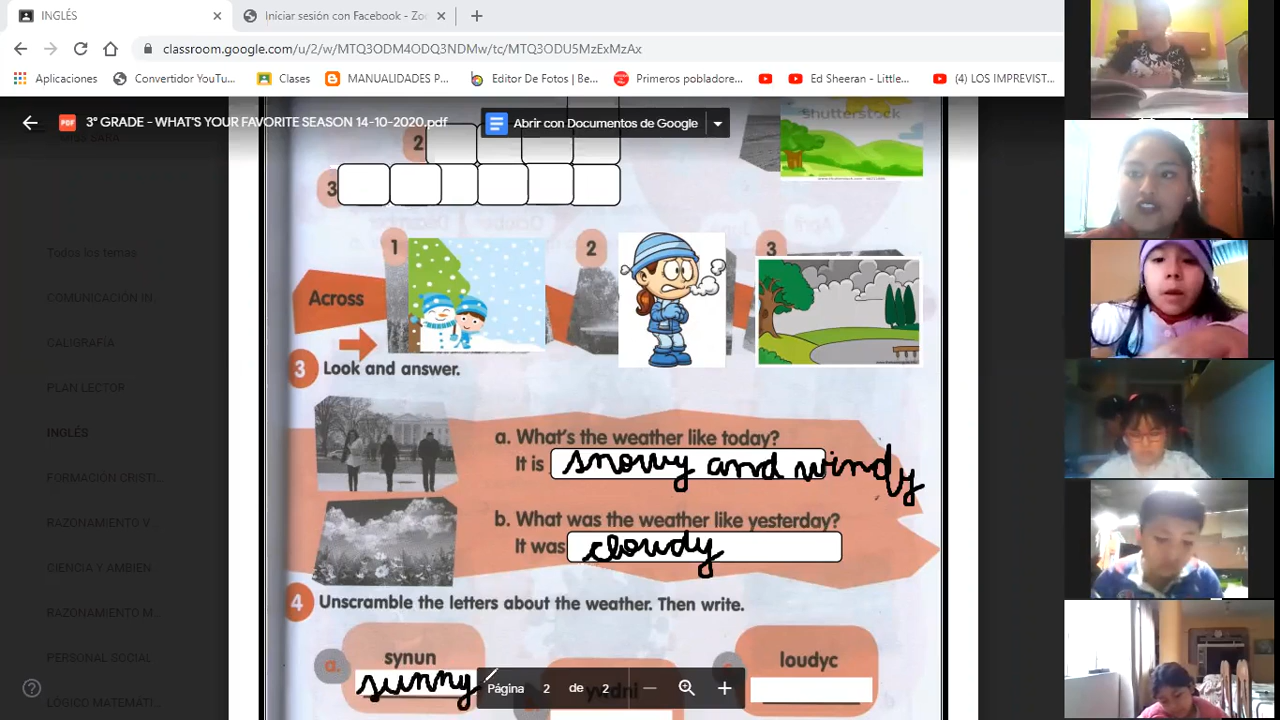 INGLÉS
Iniciar sesión con Facebook - Zoo
classroom.google.com/u/2/w/MTQ3ODM4ODQ3NDMw/tc/MTQ3ODU5MzExMzAx
Aplicaciones
Convertidor YouTu...
Clases
MANUALIDADES P...
Editor De Fotos | Be...
Primeros pobladore...
Ed Sheeran - Little...
(4) LOS IMPREVIST...
3° GRADE - WHAT'S YOUR FAVORITE SEASON 14-10-2020.pdf
Abrir con Documentos de Google
shutterstock
2
3
1
2
3
Across
3 Look and answer.
a. What's the weather like today?
It is snowy and windy
b. What was the weather like yesterday?
It was cloudy
4 Unscramble the letters about the weather. Then write.
a. synun
sunny
loudyc
Página 2 de 2
Todos los temas
COMUNICACIÓN IN...
CALIGRAFÍA
PLAN LECTOR
INGLÉS
FORMACIÓN CRISTI...
RAZONAMIENTO V...
CIENCIA Y AMBIEN...
RAZONAMIENTO M...
PERSONAL SOCIAL
LÓGICO MATEMÁTI...